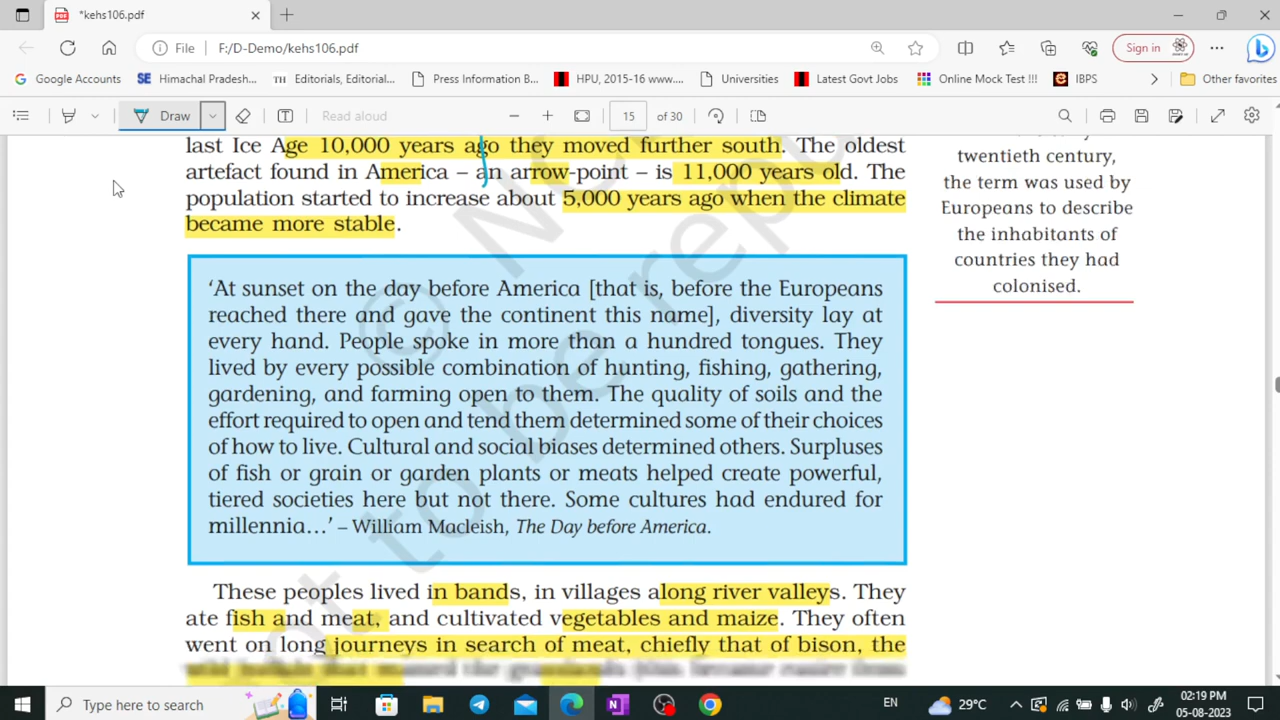 *kehs106.pdf
File
F:/D-Demo/kehs106.pdf
Sign in
Google Accounts
SE Himachal Pradesh...
TH Editorials, Editorial...
Press Information B...
HPU, 2015-16 www....
Universities
Latest Govt Jobs
Online Mock Test !!!
IBPS
Other favorites
Draw
Read aloud
15 of 30
last Ice Age 10,000 years ago they moved further south. The oldest
artefact found in America – an arrow-point – is 11,000 years old. The
population started to increase about 5,000 years ago when the climate
became more stable.
twentieth century,
the term was used by
Europeans to describe
the inhabitants of
countries they had
colonised.
'At sunset on the day before America [that is, before the Europeans
reached there and gave the continent this name], diversity lay at
every hand. People spoke in more than a hundred tongues. They
lived by every possible combination of hunting, fishing, gathering,
gardening, and farming open to them. The quality of soils and the
effort required to open and tend them determined some of their choices
of how to live. Cultural and social biases determined others. Surpluses
of fish or grain or garden plants or meats helped create powerful,
tiered societies here but not there. Some cultures had endured for
millennia...' – William Macleish, The Day before America.
These peoples lived in bands, in villages along river valleys. They
ate fish and meat, and cultivated vegetables and maize. They often
went on long journeys in search of meat, chiefly that of bison, the
© N
not to be repu
Type here to search
29°C
EN
02:19 PM
05-08-2023